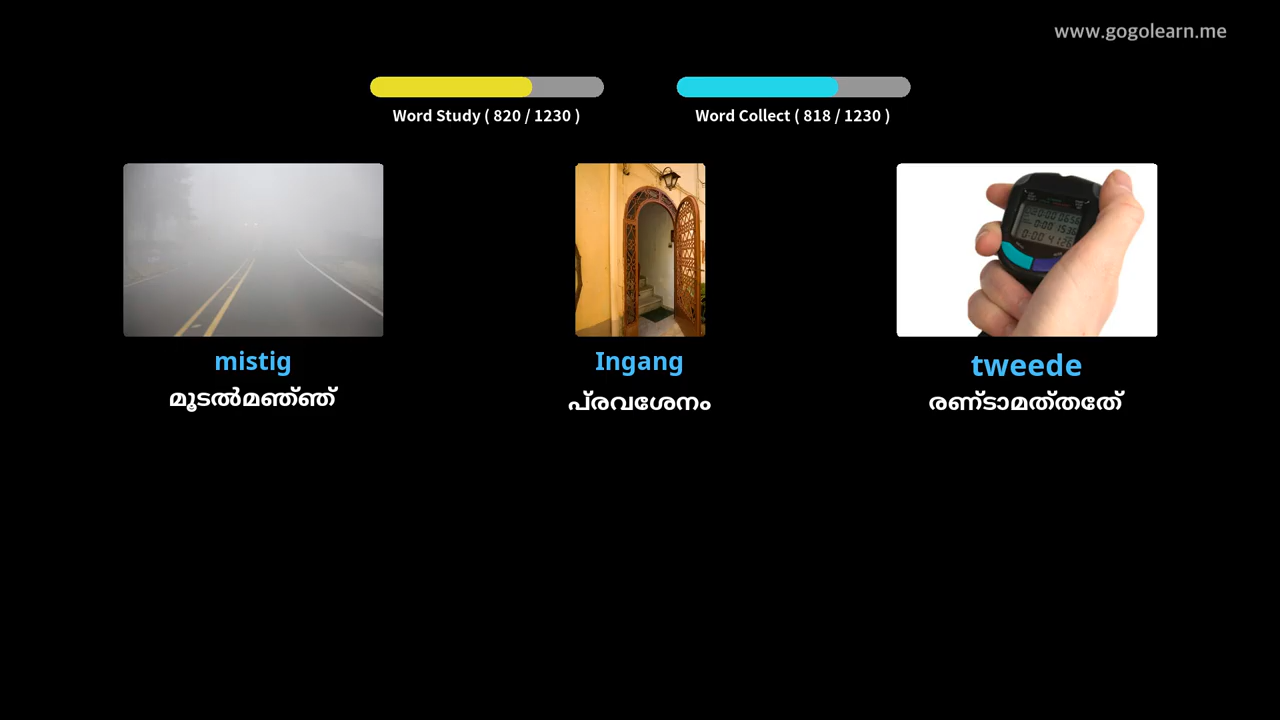 www.gogolearn.me
Word Study ( 820 / 1230 )
Word Collect ( 818 / 1230 )
mistig
Ingang
tweede
മൂടൽമഞ്ഞ്
പ്രവേശനം
രണ്ടാമത്തേത്